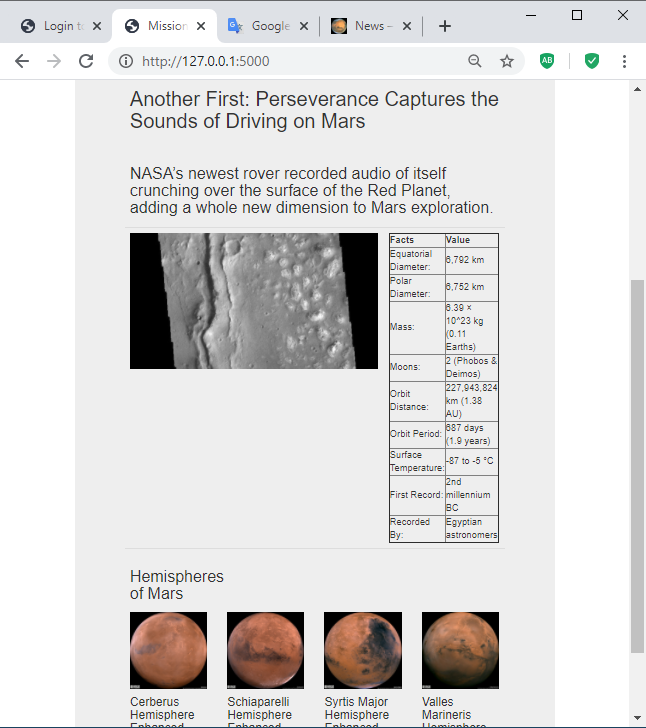 Login t
Mission
Google
News –
http://127.0.0.1:5000
AB
Another First: Perseverance Captures the
Sounds of Driving on Mars
NASA's newest rover recorded audio of itself
crunching over the surface of the Red Planet,
adding a whole new dimension to Mars exploration.
Facts Value
Equatorial
Diameter: 6,792 km
Polar
Diameter: 6,752 km
Mass: 6.39 ×
10^23 kg
(0.11
Earths)
Moons: 2 (Phobos &
Deimos)
Orbit
Distance: 227,943,824
km (1.38
AU)
Orbit Period: 687 days
(1.9 years)
Surface
Temperature: -87 to -5 °C
First Record: 2nd
millennium
BC
Recorded
By: Egyptian
astronomers
Hemispheres
of Mars
Cerberus
Hemisphere
Enhanced
Schiaparelli
Hemisphere
Enhanced
Syrtis Major
Hemisphere
Enhanced
Valles
Marineris
Hemisphere